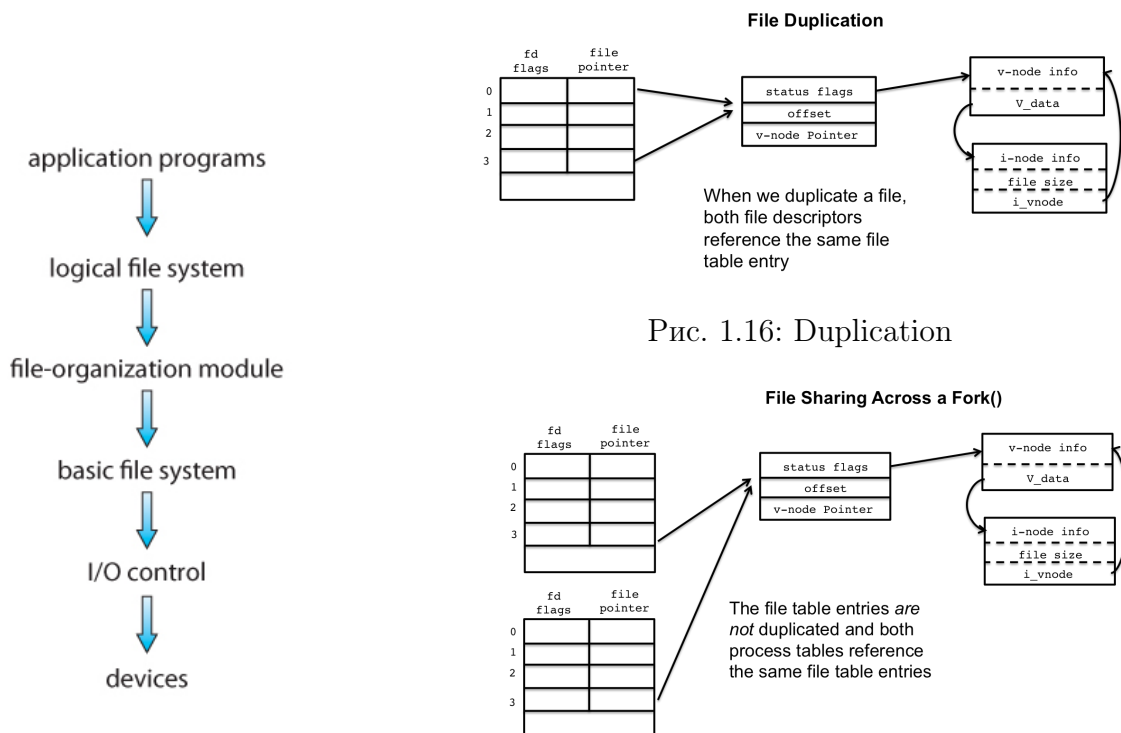 application programs
logical file system
file-organization module
basic file system
I/O control
devices
File Duplication
fd
flags
file
pointer
0
1
2
3
status flags
offset
v-node Pointer
v-node info
V_data
i-node info
file size
i_vnode
When we duplicate a file,
both file descriptors
reference the same file
table entry
Рис. 1.16: Duplication
File Sharing Across a Fork()
fd
flags
file
pointer
0
1
2
3
status flags
offset
v-node Pointer
v-node info
V_data
i-node info
file size
i_vnode
fd
flags
file
pointer
0
1
2
3
The file table entries are
not duplicated and both
process tables reference
the same file table entries